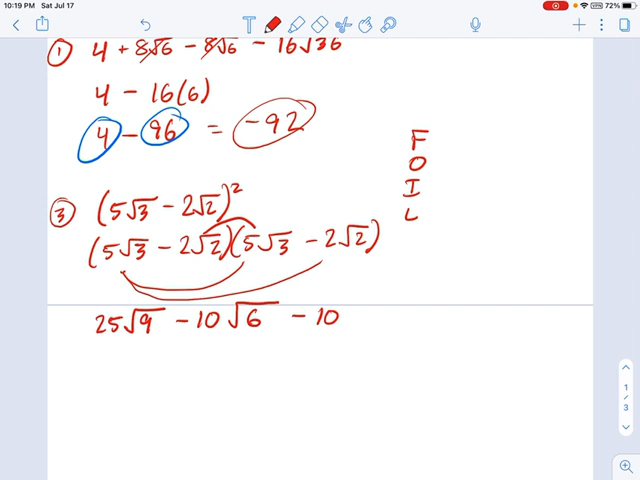 10:19 PM Sat Jul 17
72%
① 4 + 8√6 - 8√6 - 16√36
4 - 16(6)
4 - 96 = -92
F
O
I
L
③ (5√3 - 2√2)²
(5√3 - 2√2)(5√3 - 2√2)
25√9 - 10√6 - 10
1
/
3